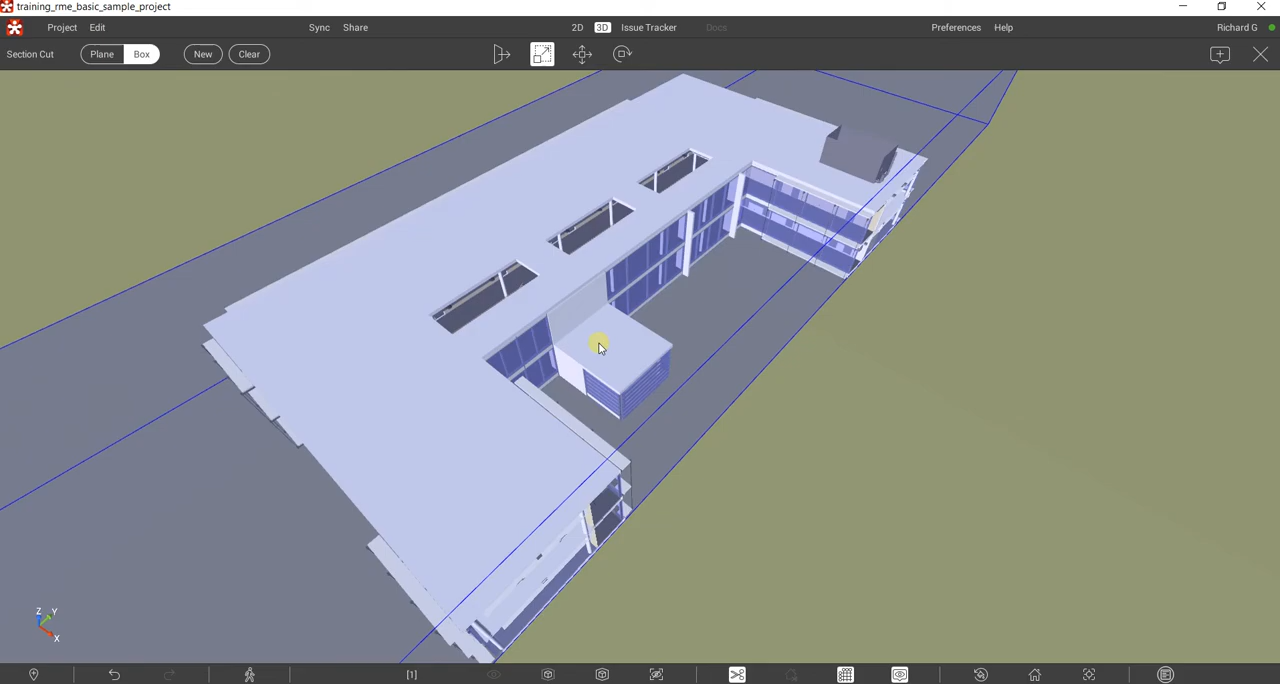 training_rme_basic_sample_project
Project Edit Sync Share 2D 3D Issue Tracker Docs Preferences Help Richard G
Section Cut Plane Box New Clear
Z Y
X
[1]